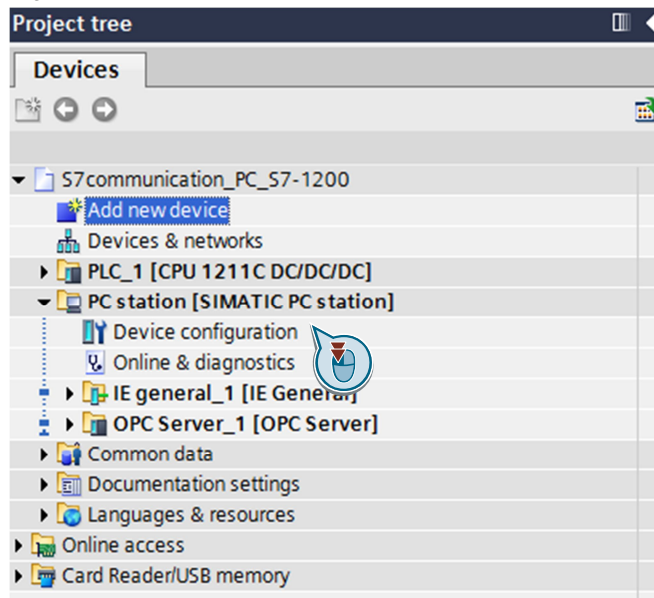 Project tree
Devices
S7communication_PC_S7-1200
Add new device
Devices & networks
PLC_1 [CPU 1211C DC/DC/DC]
PC station [SIMATIC PC station]
Device configuration
Online & diagnostics
IE general_1 [IE General]
OPC Server_1 [OPC Server]
Common data
Documentation settings
Languages & resources
Online access
Card Reader/USB memory